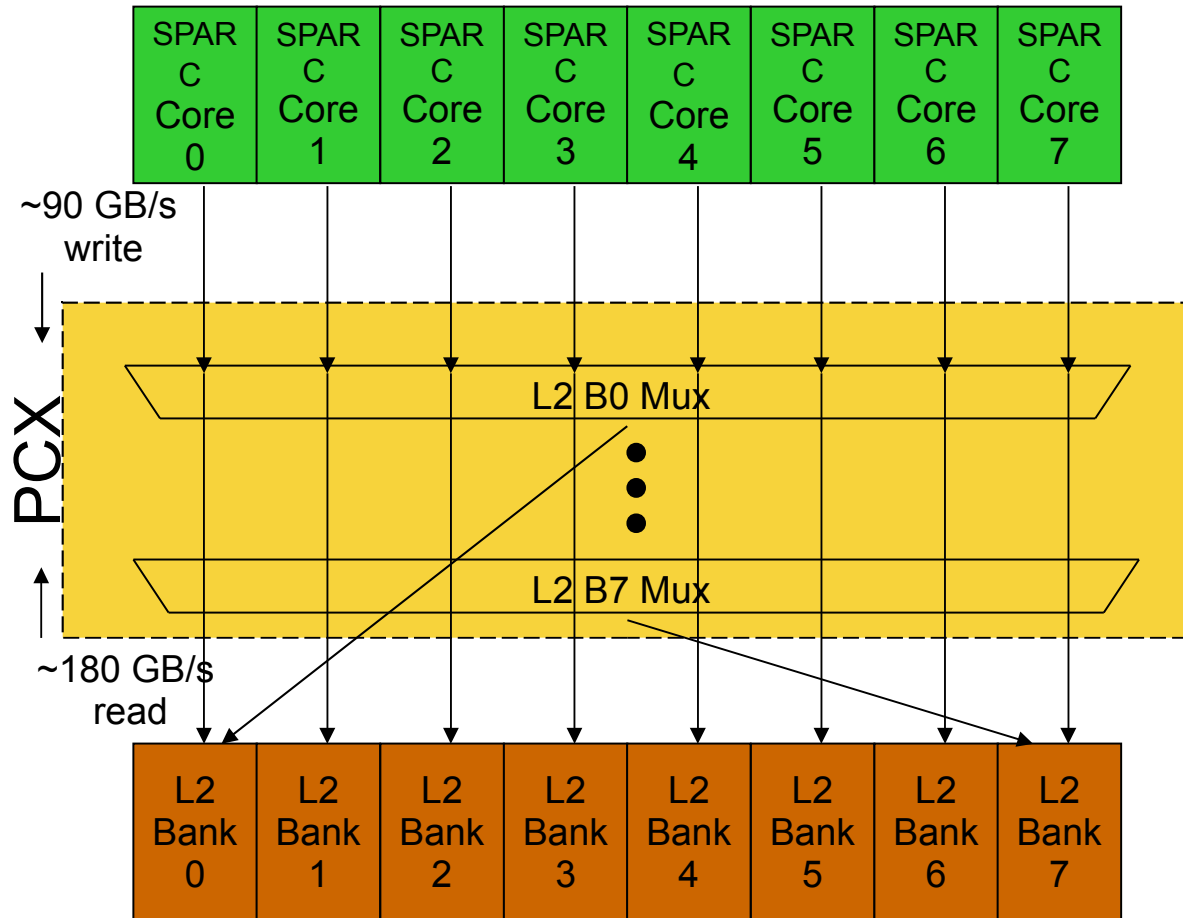 SPAR
C
Core
0
SPAR
C
Core
1
SPAR
C
Core
2
SPAR
C
Core
3
SPAR
C
Core
4
SPAR
C
Core
5
SPAR
C
Core
6
SPAR
C
Core
7
~90 GB/s
write
PCX
L2 B0 Mux
L2 B7 Mux
~180 GB/s
read
L2
Bank
0
L2
Bank
1
L2
Bank
2
L2
Bank
3
L2
Bank
4
L2
Bank
5
L2
Bank
6
L2
Bank
7